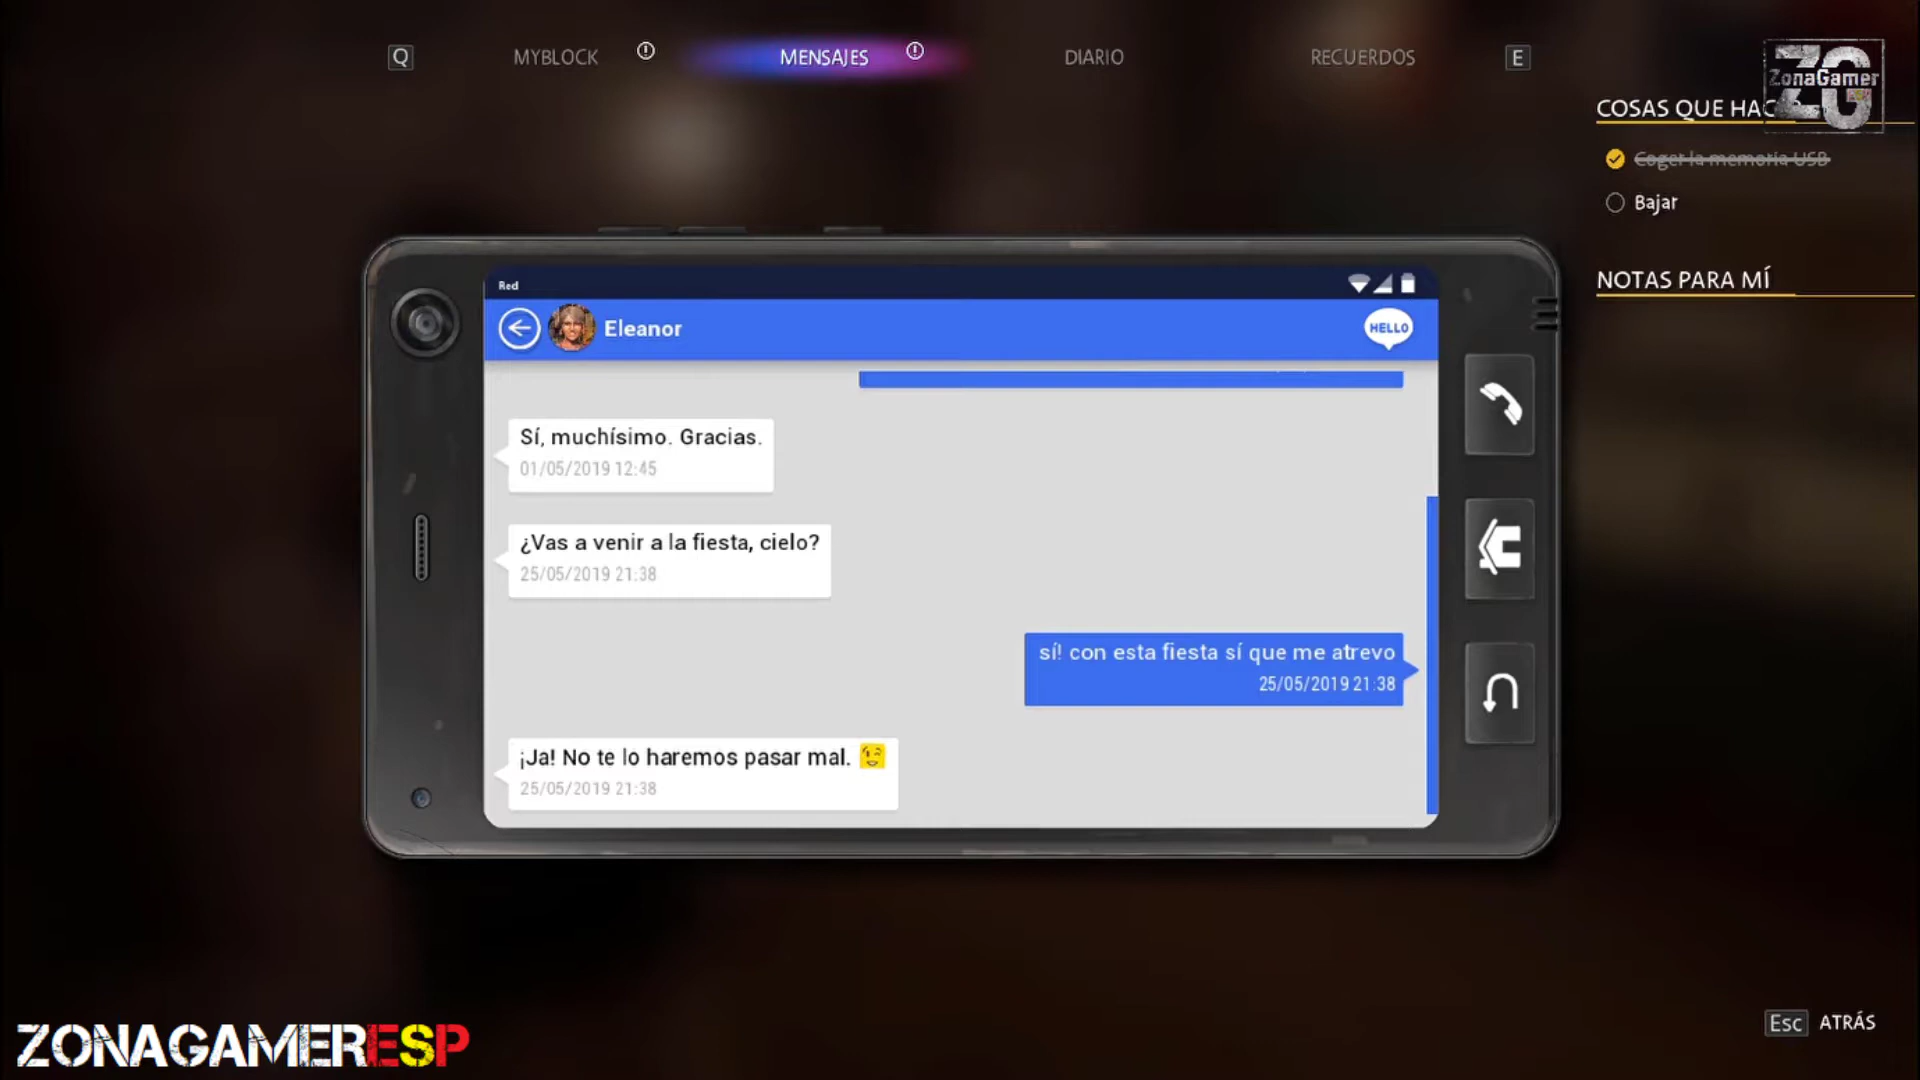 Q
MYBLOCK
MENSAJES
DIARIO
RECUERDOS
E
ZG
ZonaGamer
COSAS QUE HAC
Coger la memoria USB
Bajar
NOTAS PARA MÍ
Red
Eleanor
HELLO
Sí, muchísimo. Gracias.
01/05/2019 12:45
¿Vas a venir a la fiesta, cielo?
25/05/2019 21:38
sí! con esta fiesta sí que me atrevo
25/05/2019 21:38
¡Ja! No te lo haremos pasar mal.
25/05/2019 21:38
Esc ATRÁS
ZONAGAMERESP